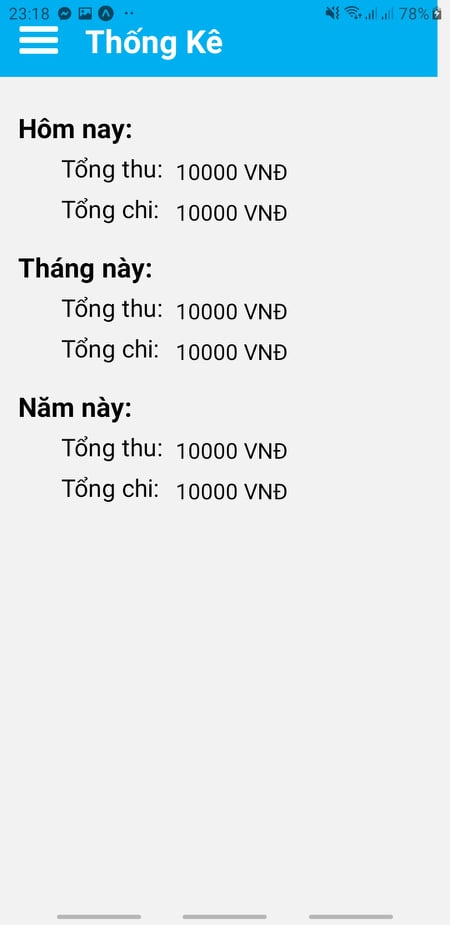 23:18 78%
Thống Kê
Hôm nay:
Tổng thu: 10000 VNĐ
Tổng chi: 10000 VNĐ
Tháng này:
Tổng thu: 10000 VNĐ
Tổng chi: 10000 VNĐ
Năm này:
Tổng thu: 10000 VNĐ
Tổng chi: 10000 VNĐ